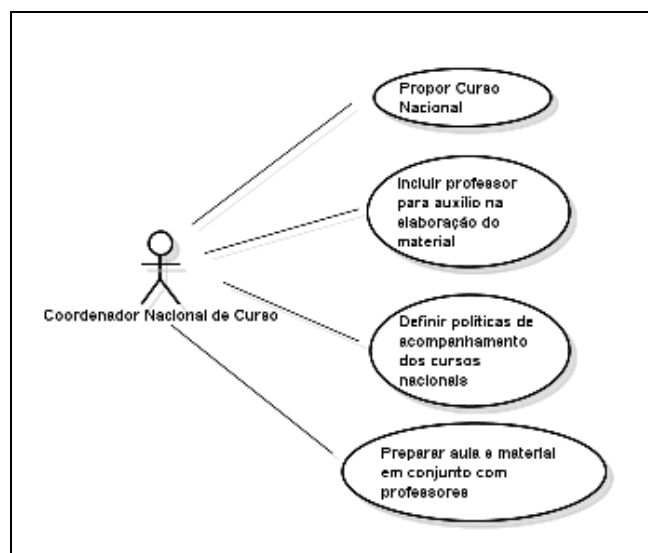 Propor Curso
Nacional
Incluir professor
para auxílio na
elaboração do
material
Coordenador Nacional de Curso
Definir políticas de
acompanhamento
dos cursos
nacionais
Preparar aula e material
em conjunto com
professores